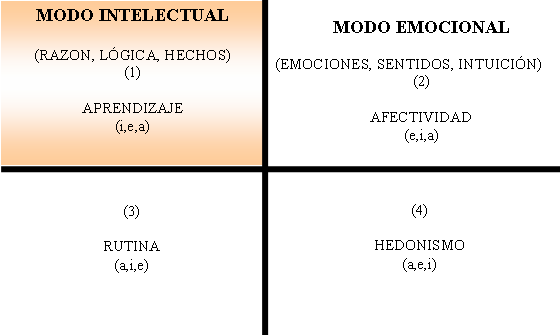 MODO INTELECTUAL
(RAZON, LÓGICA, HECHOS)
(1)
APRENDIZAJE
(i,e,a)
MODO EMOCIONAL
(EMOCIONES, SENTIDOS, INTUICIÓN)
(2)
AFECTIVIDAD
(e,i,a)
(3)
RUTINA
(a,i,e)
(4)
HEDONISMO
(a,e,i)